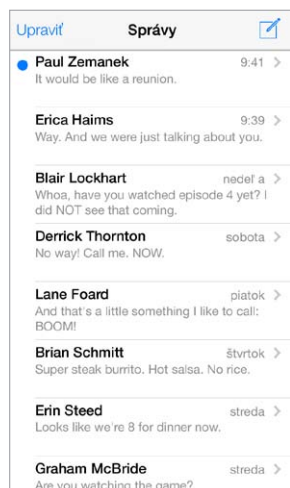 Upraviť Správy
Paul Zemanek 9:41
It would be like a reunion.
Erica Haims 9:39
Way. And we were just talking about you.
Blair Lockhart nedeľa
Whoa, have you watched episode 4 yet? I
did NOT see that coming.
Derrick Thornton sobota
No way! Call me. NOW.
Lane Foard piatok
And that's a little something I like to call:
BOOM!
Brian Schmitt štvrtok
Super steak burrito. Hot salsa. No rice.
Erin Steed streda
Looks like we're 8 for dinner now.
Graham McBride streda
Are you watching the game?